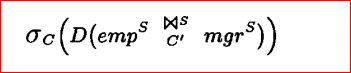 σ_C(D(emp^S ⋈^S_{C'} mgr^S))